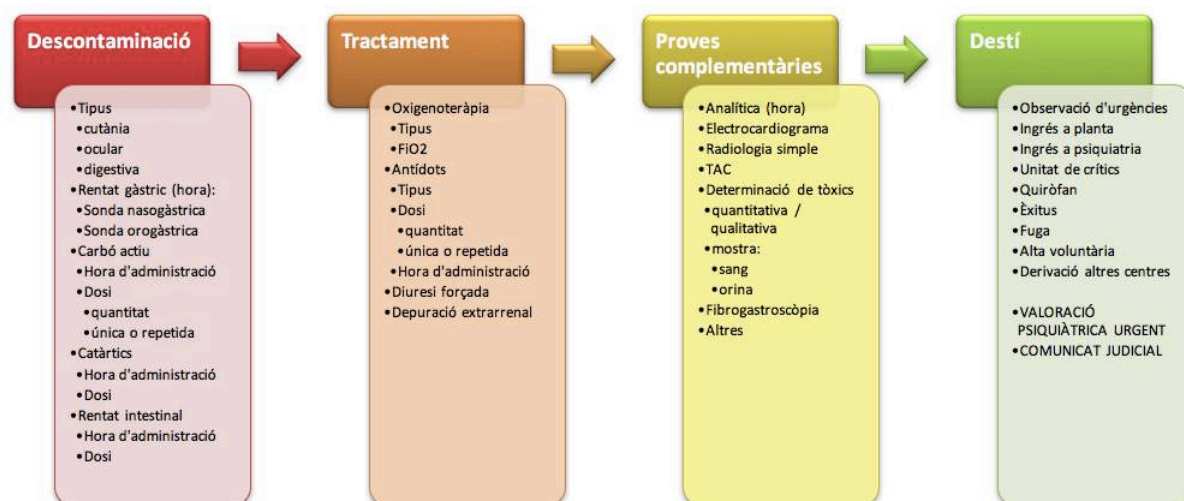 Descontaminació
•Tipus
•cutània
•ocular
•digestiva
•Rentat gàstric (hora):
•Sonda nasogàstrica
•Sonda orogàstrica
•Carbó actiu
•Hora d'administració
•Dosi
•quantitat
•única o repetida
•Catàrtics
•Hora d'administració
•Dosi
•Rentat intestinal
•Hora d'administració
•Dosi
Tractament
•Oxigenoteràpia
•Tipus
•FiO2
•Antídots
•Tipus
•Dosi
•quantitat
•única o repetida
•Hora d'administració
•Diuresi forçada
•Depuració extrarrenal
Proves
complementàries
•Analítica (hora)
•Electrocardiograma
•Radiologia simple
•TAC
•Determinació de tòxics
•quantitativa /
qualitativa
•mostra:
•sang
•orina
•Fibrogastroscòpia
•Altres
Destí
•Observació d'urgències
•Ingrés a planta
•Ingrés a psiquiatria
•Unitat de crítics
•Quiròfan
•Èxitus
•Fuga
•Alta voluntària
•Derivació altres centres
•VALORACIÓ
PSIQUIÀTRICA URGENT
•COMUNICAT JUDICIAL